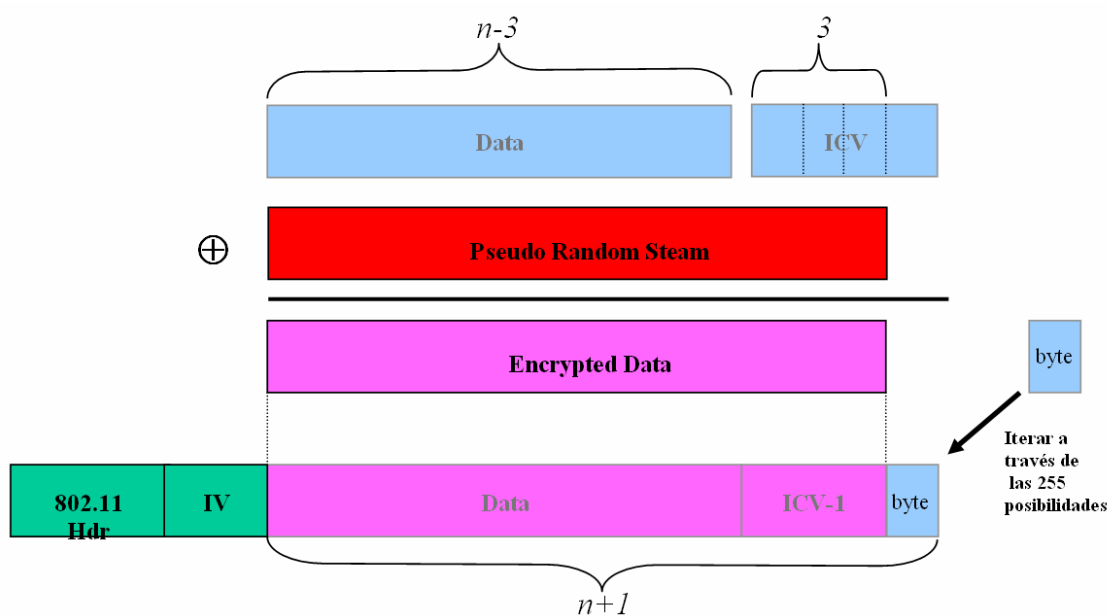 n-3
3
Data
ICV
⊕
Pseudo Random Steam
Encrypted Data
byte
Iterar a
través de
las 255
posibilidades
802.11
Hdr
IV
Data
ICV-1
byte
n+1